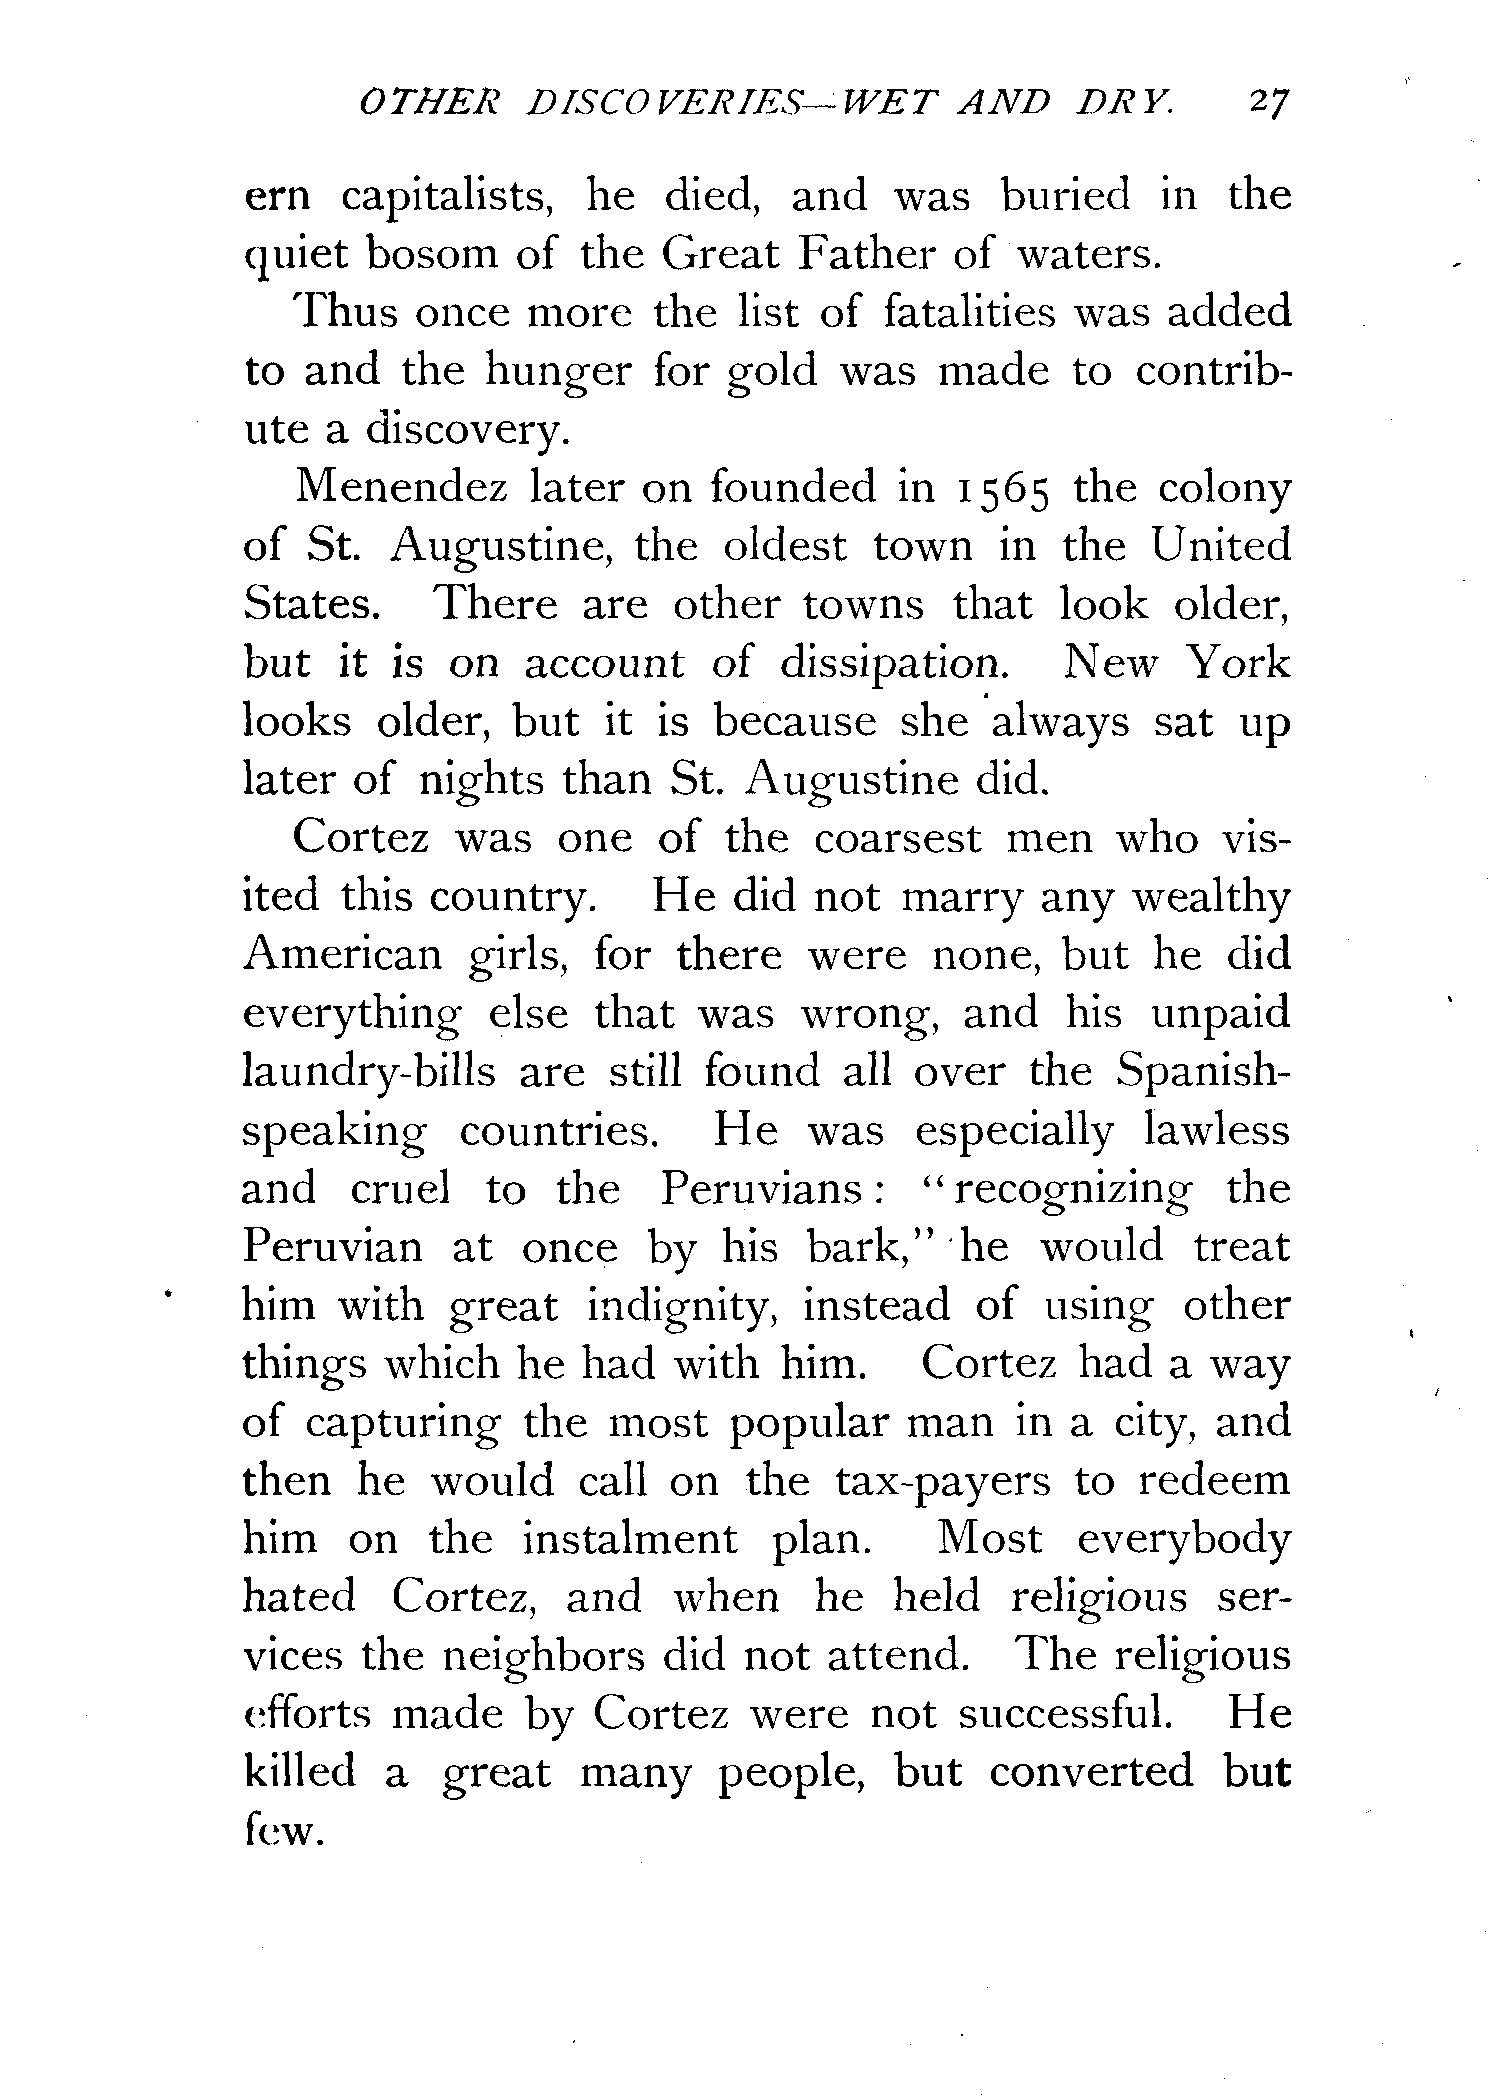 OTHER DISCOVERIES—WET AND DRY. 27
ern capitalists, he died, and was buried in the
quiet bosom of the Great Father of waters.
Thus once more the list of fatalities was added
to and the hunger for gold was made to contrib-
ute a discovery.
Menendez later on founded in 1565 the colony
of St. Augustine, the oldest town in the United
States. There are other towns that look older,
but it is on account of dissipation. New York
looks older, but it is because she always sat up
later of nights than St. Augustine did.
Cortez was one of the coarsest men who vis-
ited this country. He did not marry any wealthy
American girls, for there were none, but he did
everything else that was wrong, and his unpaid
laundry-bills are still found all over the Spanish-
speaking countries. He was especially lawless
and cruel to the Peruvians: “recognizing the
Peruvian at once by his bark,” he would treat
him with great indignity, instead of using other
things which he had with him. Cortez had a way
of capturing the most popular man in a city, and
then he would call on the tax-payers to redeem
him on the instalment plan. Most everybody
hated Cortez, and when he held religious ser-
vices the neighbors did not attend. The religious
efforts made by Cortez were not successful. He
killed a great many people, but converted but
few.